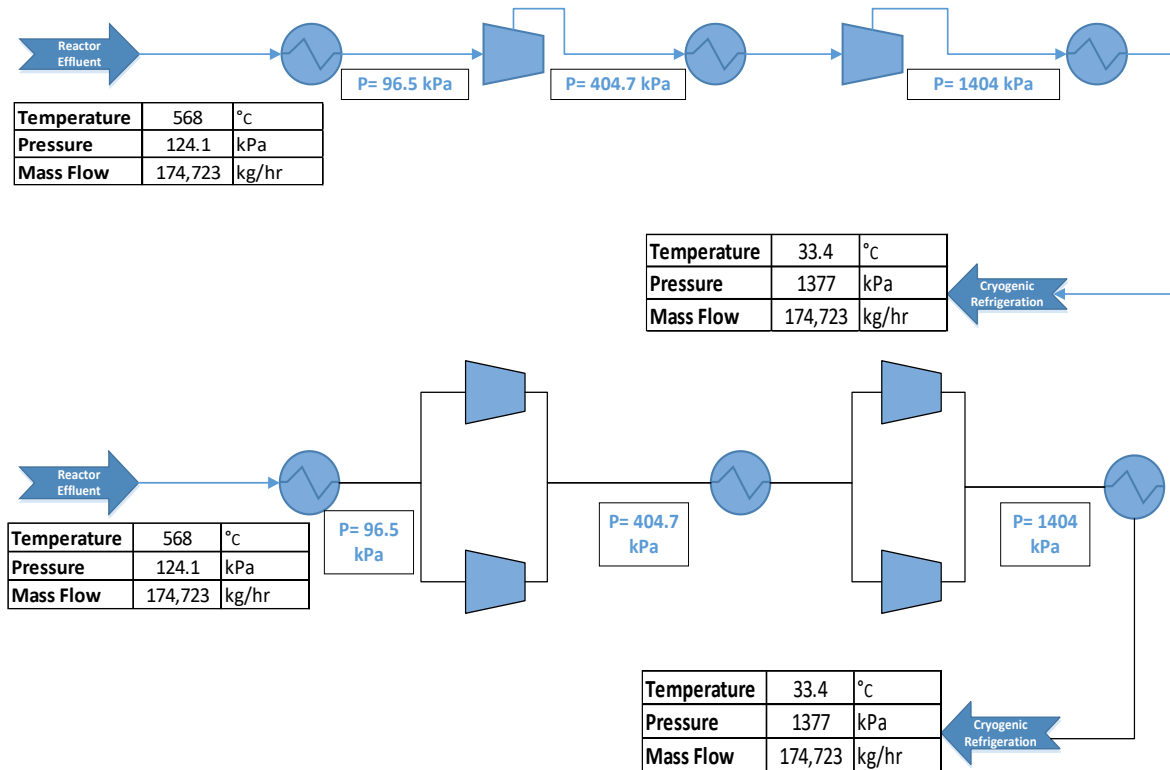 Reactor
Effluent
P= 96.5 kPa
P= 404.7 kPa
P= 1404 kPa
Temperature 568 °C
Pressure 124.1 kPa
Mass Flow 174,723 kg/hr
Temperature 33.4 °C
Pressure 1377 kPa
Mass Flow 174,723 kg/hr
Cryogenic
Refrigeration
Reactor
Effluent
P= 96.5
kPa
P= 404.7
kPa
P= 1404
kPa
Temperature 568 °C
Pressure 124.1 kPa
Mass Flow 174,723 kg/hr
Temperature 33.4 °C
Pressure 1377 kPa
Mass Flow 174,723 kg/hr
Cryogenic
Refrigeration